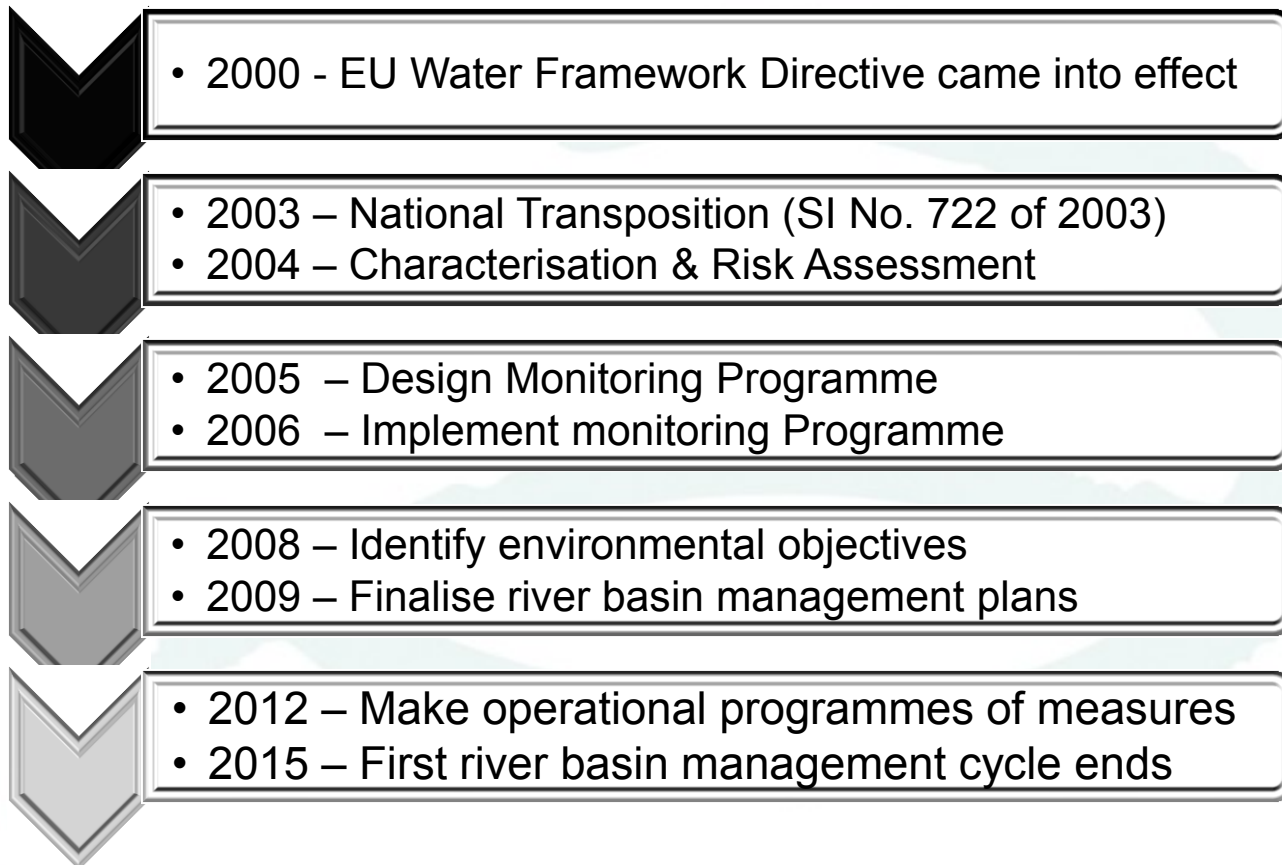 • 2000 - EU Water Framework Directive came into effect
• 2003 – National Transposition (SI No. 722 of 2003)
• 2004 – Characterisation & Risk Assessment
• 2005 – Design Monitoring Programme
• 2006 – Implement monitoring Programme
• 2008 – Identify environmental objectives
• 2009 – Finalise river basin management plans
• 2012 – Make operational programmes of measures
• 2015 – First river basin management cycle ends